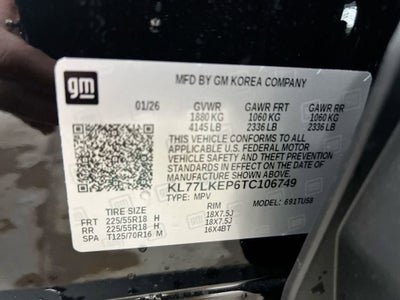 gm
MFD BY GM KOREA COMPANY
01/26 GVWR GAWR FRT GAWR RR
1880 KG 1060 KG 1060 KG
4145 LB 2336 LB 2336 LB
THIS VEHICLE CONFORMS TO ALL
APPLICABLE U.S. FEDERAL MOTOR
VEHICLE SAFETY, BUMPER, AND THEFT
PREVENTION STANDARDS IN EFFECT ON
THE DATE OF MANUFACTURE SHOWN ABOVE.
KL77LKEP6TC106749
TYPE: MPV MODEL: 691TU58
TIRE SIZE RIM
FRT 225/55R18 H 18X7.5J
RR 225/55R18 H 18X7.5J
SPA T125/70R16 M 16X4BT